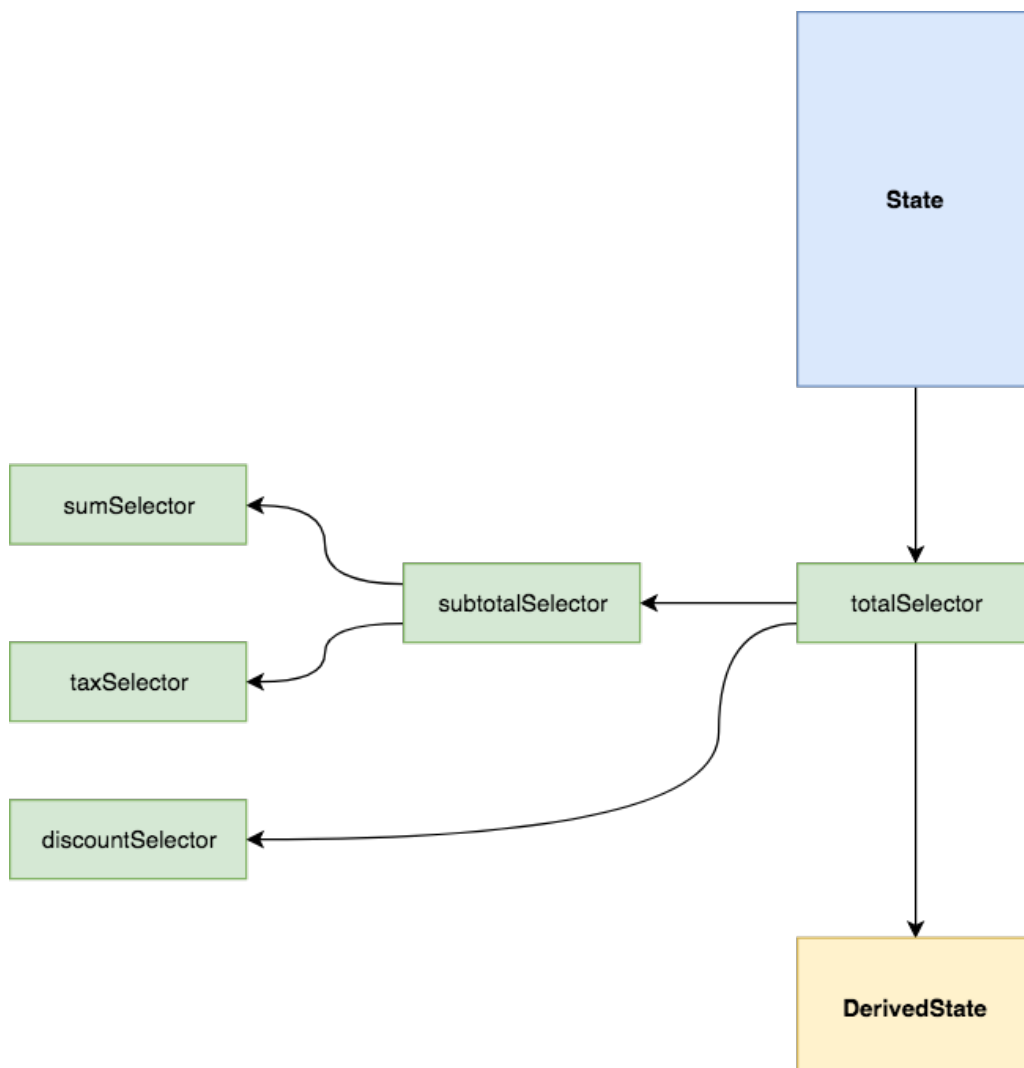 State
sumSelector
subtotalSelector
totalSelector
taxSelector
discountSelector
DerivedState